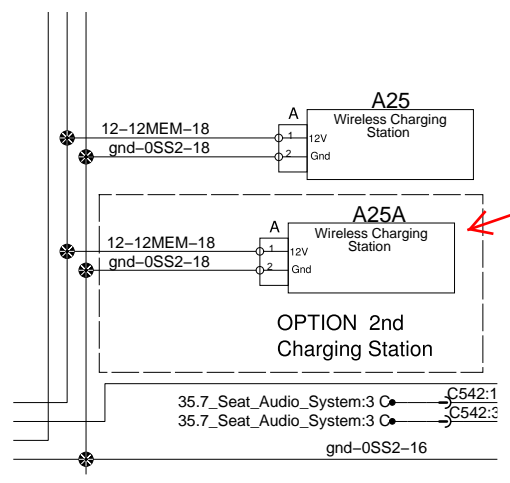 A25
A
Wireless Charging
Station
12–12MEM–18
1
12V
gnd–0SS2–18
2
Gnd
A25A
A
Wireless Charging
Station
12–12MEM–18
1
12V
gnd–0SS2–18
2
Gnd
OPTION 2nd
Charging Station
35.7_Seat_Audio_System:3 C
C542:1
35.7_Seat_Audio_System:3 C
C542:3
gnd–0SS2–16